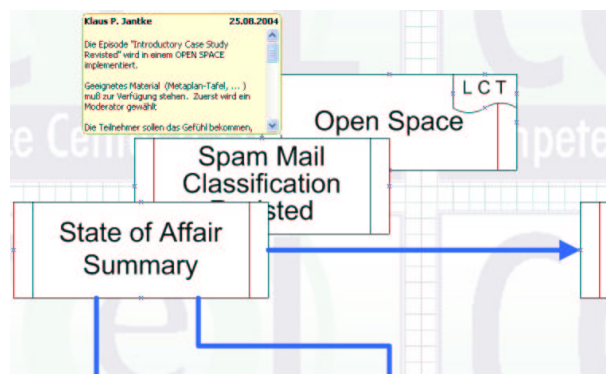 Klaus P. Jantke 25.08.2004
Die Episode "Introductory Case Study
Revisted" wird in einem OPEN SPACE
implementiert.
Geeignetes Material (Metaplan-Tafel, ... )
muß zur Verfügung stehen. Zuerst wird ein
Moderator gewählt
Die Teilnehmer sollen das Gefühl bekommen,
L C T
Open Space
Spam Mail
Classification
State of Affair
Summary